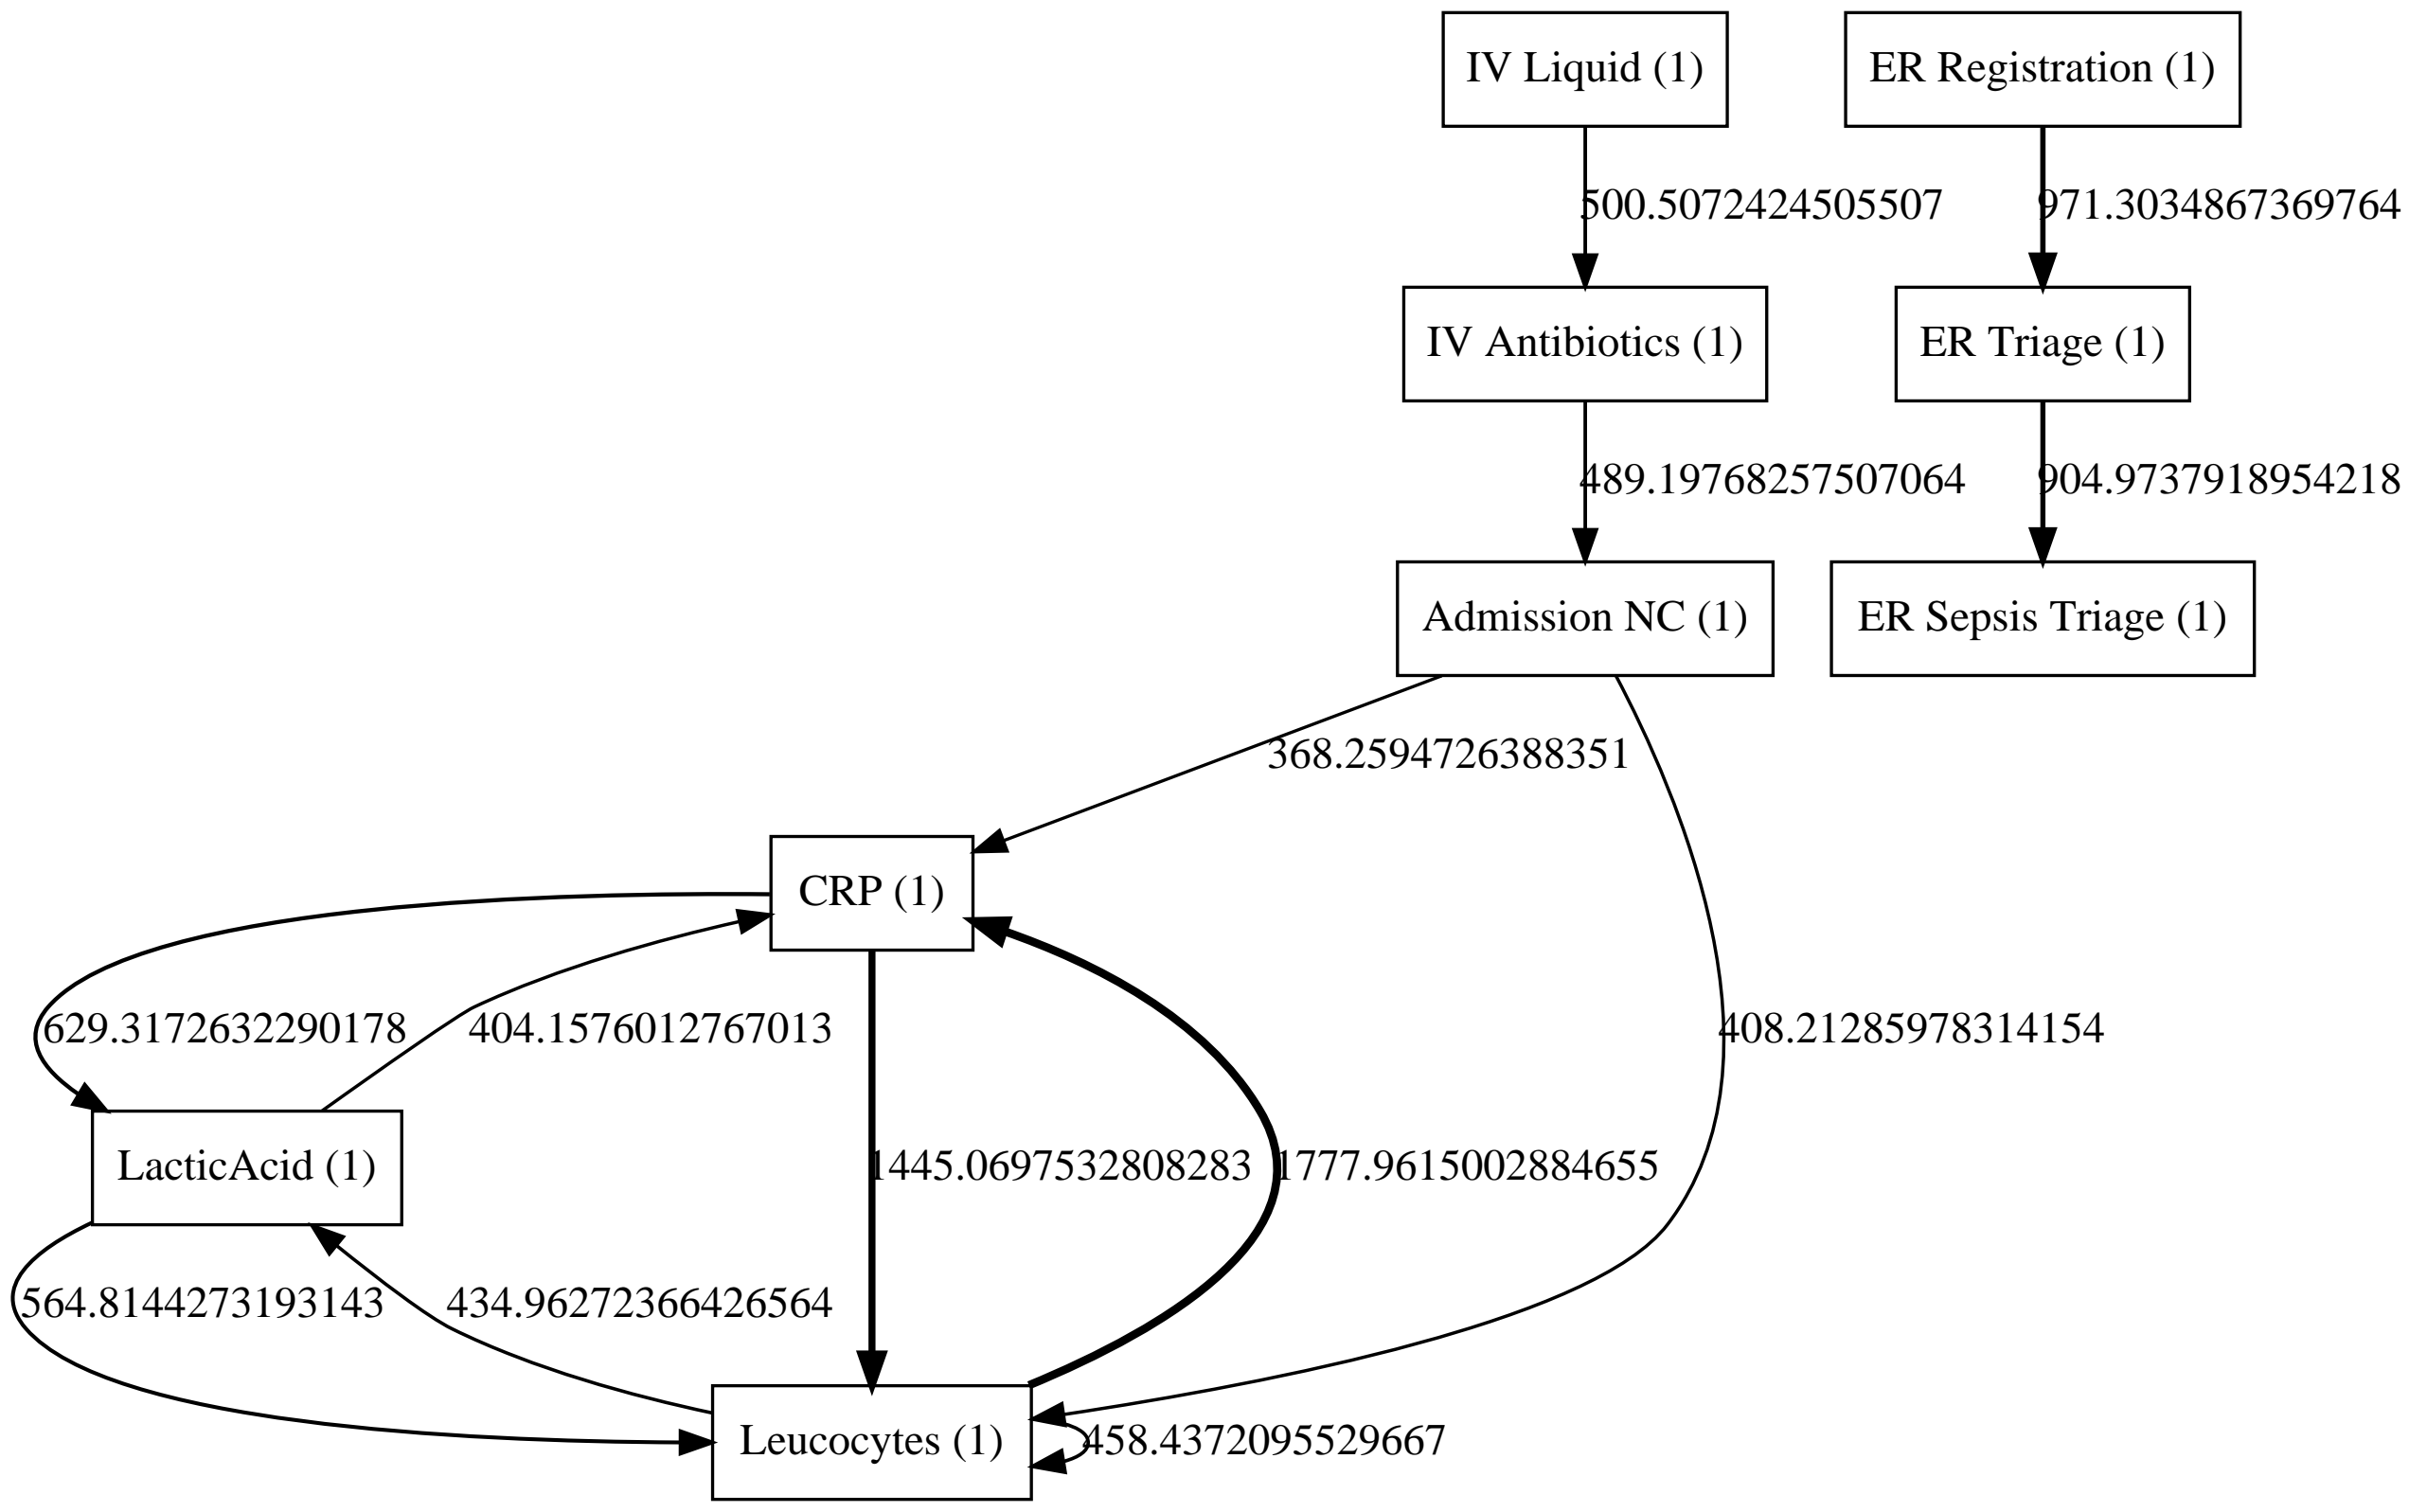 IV Liquid (1)
ER Registration (1)
500.5072424505507
971.3034867369764
IV Antibiotics (1)
ER Triage (1)
489.19768257507064
904.9737918954218
Admission NC (1)
ER Sepsis Triage (1)
368.2594726388351
CRP (1)
629.3172632290178
404.1576012767013
408.21285978314154
LacticAcid (1)
1445.0697532808283
1777.9615002884655
564.8144273193143
434.96272366426564
Leucocytes (1)
458.4372095529667